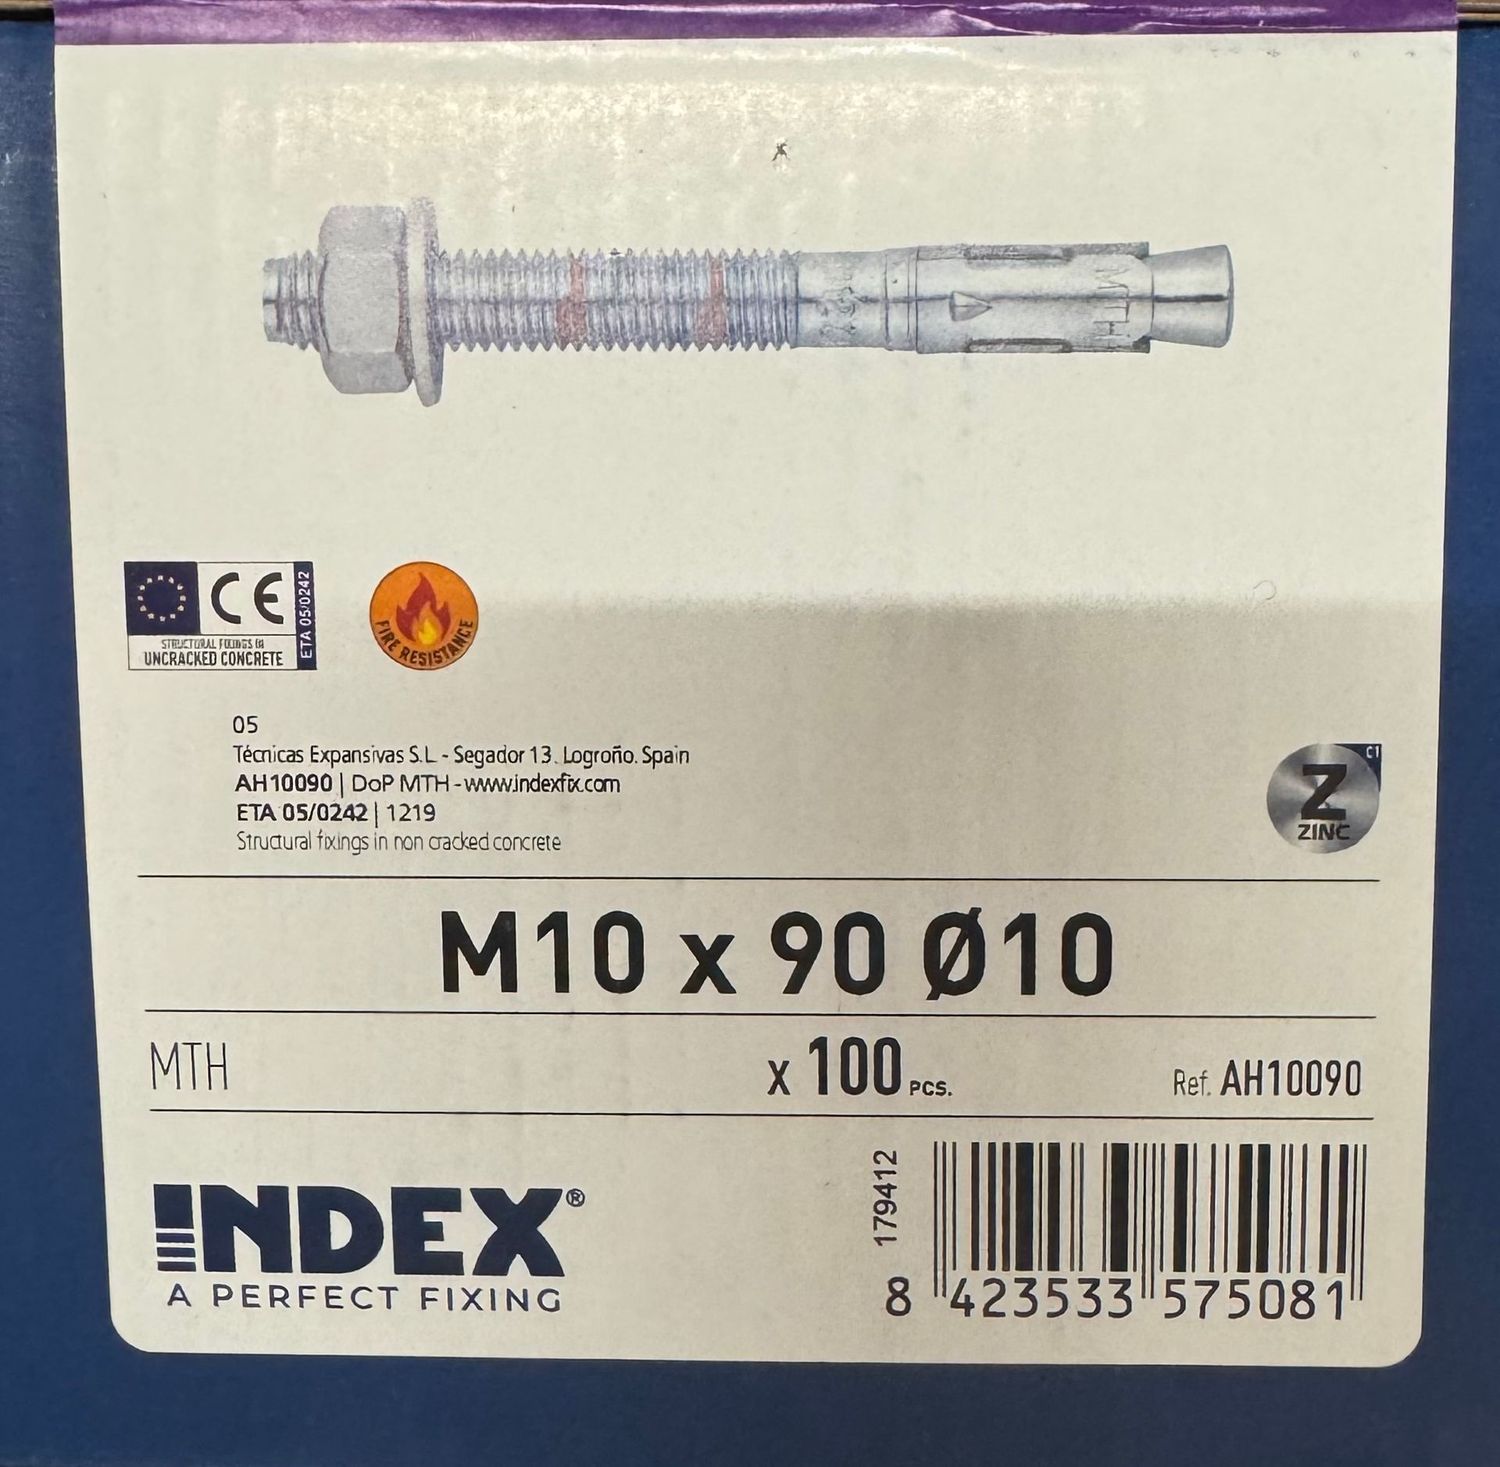 MTH
CE
ETA 05/0242
STRUCTURAL FIXINGS IN
UNCRACKED CONCRETE
FIRE RESISTANCE
05
Técnicas Expansivas S.L - Segador 13. Logroño. Spain
AH10090 | DoP MTH - www.indexfix.com
ETA 05/0242 | 1219
Structural fixings in non cracked concrete
C1
Z
ZINC
M10 x 90 Ø10
MTH
x 100 PCS.
Ref. AH10090
INDEX®
A PERFECT FIXING
179412
8 423533 575081